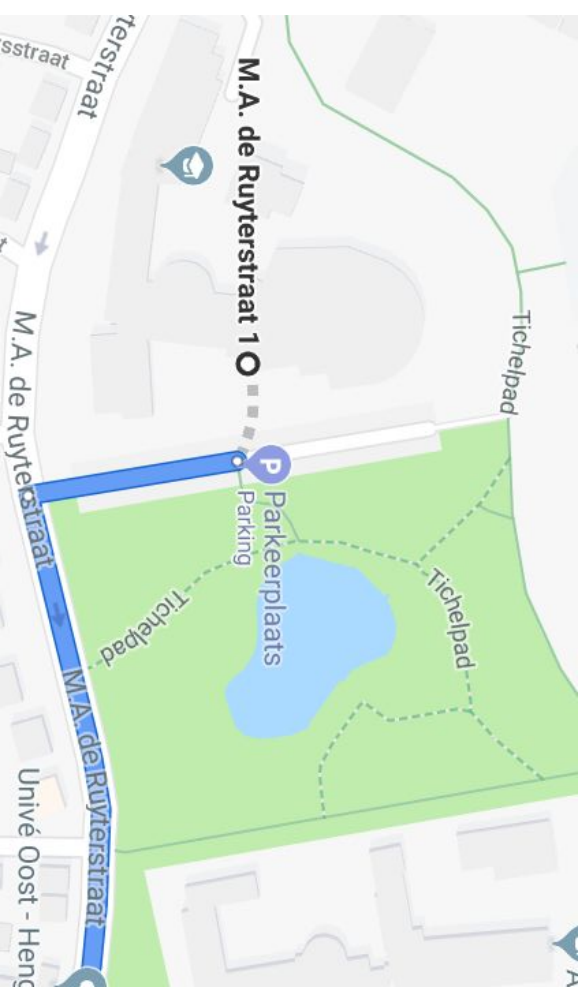 sstraat
terstraat
M.A. de Ruyterstraat 1
Tichelpad
M.A. de Ruyterstraat
P
Parkeerplaats
Parking
Tichelpad
Tichelpad
M.A. de Ruyterstraat
Univé Oost - Heng
A